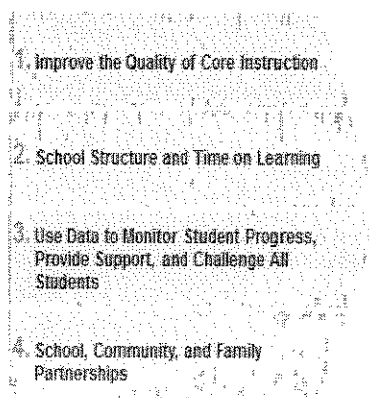 1. Improve the Quality of Core Instruction
2. School Structure and Time on Learning
3. Use Data to Monitor Student Progress,
Provide Support, and Challenge All
Students
4. School, Community, and Family
Partnerships